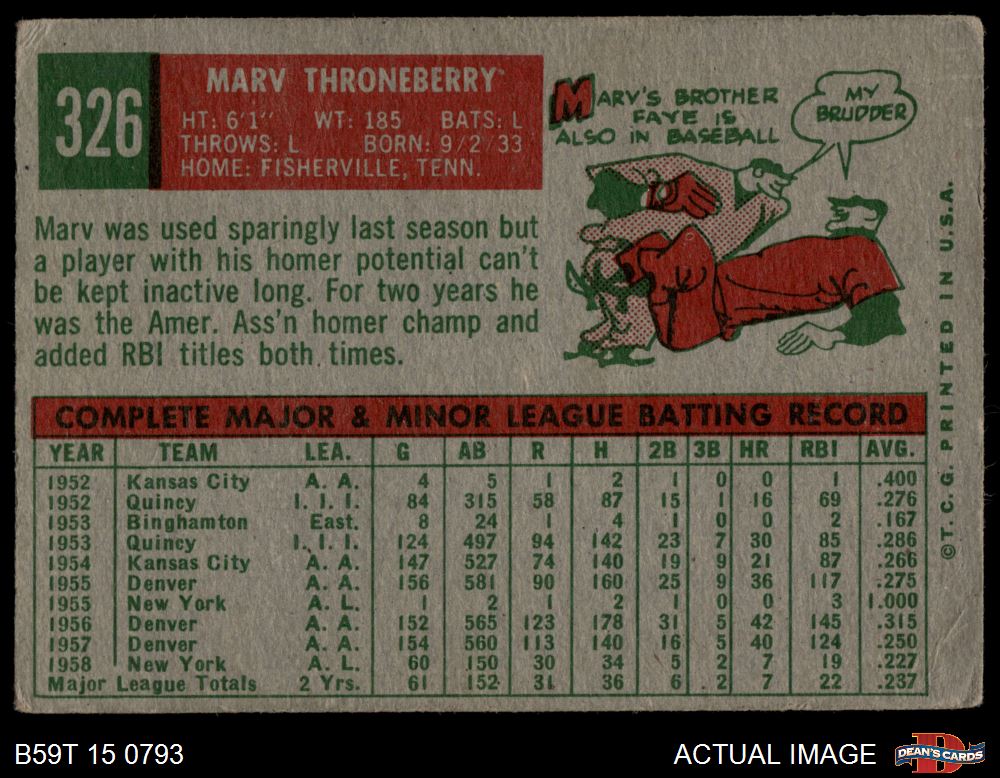 326
MARV THRONEBERRY
HT: 6'1" WT: 185 BATS: L
THROWS: L BORN: 9/2/33
HOME: FISHERVILLE, TENN.
MARV'S BROTHER
FAYE IS
ALSO IN BASEBALL
MY
BRUDDER
Marv was used sparingly last season but
a player with his homer potential can't
be kept inactive long. For two years he
was the Amer. Ass'n homer champ and
added RBI titles both times.
COMPLETE MAJOR & MINOR LEAGUE BATTING RECORD
YEAR TEAM LEA. G AB R H 2B 3B HR RBI AVG.
1952 Kansas City A. A. 4 5 1 2 1 0 0 1 .400
1952 Quincy I. I. I. 84 315 58 87 15 1 16 69 .276
1953 Binghamton East. 8 24 1 4 1 0 0 2 .167
1953 Quincy I. I. I. 124 497 94 142 23 7 30 85 .286
1954 Kansas City A. A. 147 527 74 140 19 9 21 87 .266
1955 Denver A. A. 156 581 90 160 25 9 36 117 .275
1955 New York A. L. 1 2 1 2 1 0 0 3 1.000
1956 Denver A. A. 152 565 123 178 31 5 42 145 .315
1957 Denver A. A. 154 560 113 140 16 5 40 124 .250
1958 New York A. L. 60 150 30 34 5 2 7 19 .227
Major League Totals 2 Yrs. 61 152 31 36 6 2 7 22 .237
©T.C.G. PRINTED IN U.S.A.
B59T 15 0793
ACTUAL IMAGE
DEAN'S CARDS